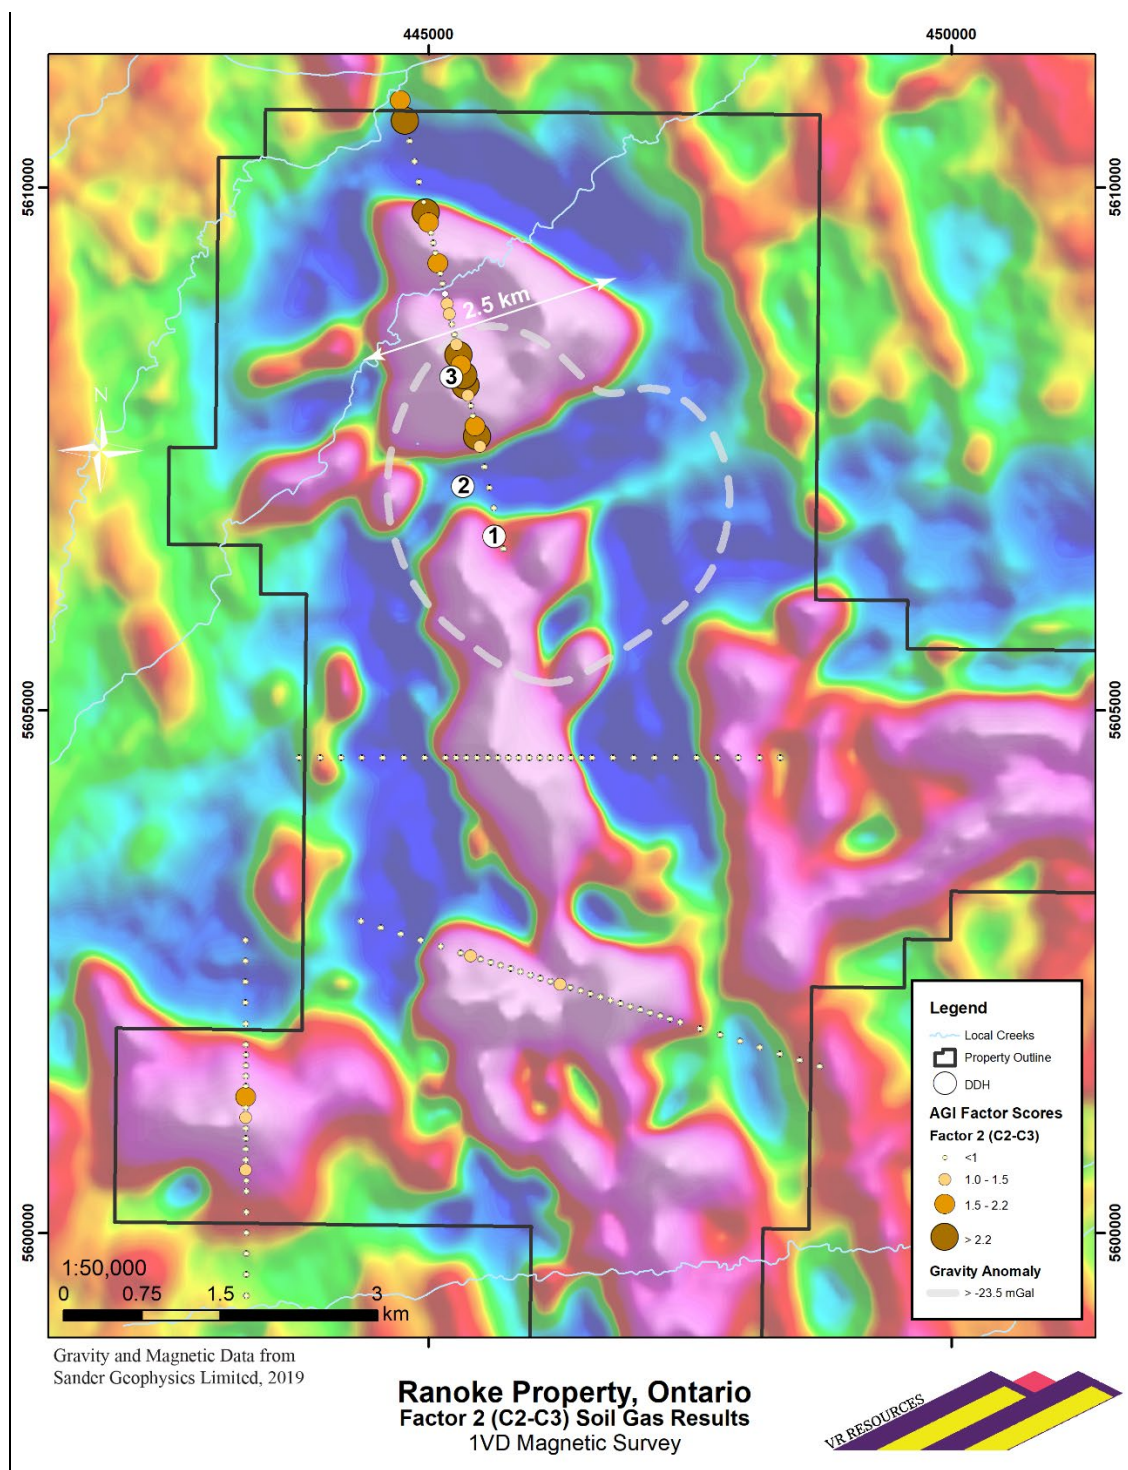 445000
450000
5610000
5610000
2.5 km
3
N
2
1
5605000
5605000
Legend
Local Creeks
Property Outline
DDH
AGI Factor Scores
Factor 2 (C2-C3)
<1
1.0 - 1.5
1.5 - 2.2
> 2.2
Gravity Anomaly
> -23.5 mGal
5600000
5600000
1:50,000
0 0.75 1.5 3
km
Gravity and Magnetic Data from
Sander Geophysics Limited, 2019
Ranoke Property, Ontario
Factor 2 (C2-C3) Soil Gas Results
1VD Magnetic Survey
VR RESOURCES